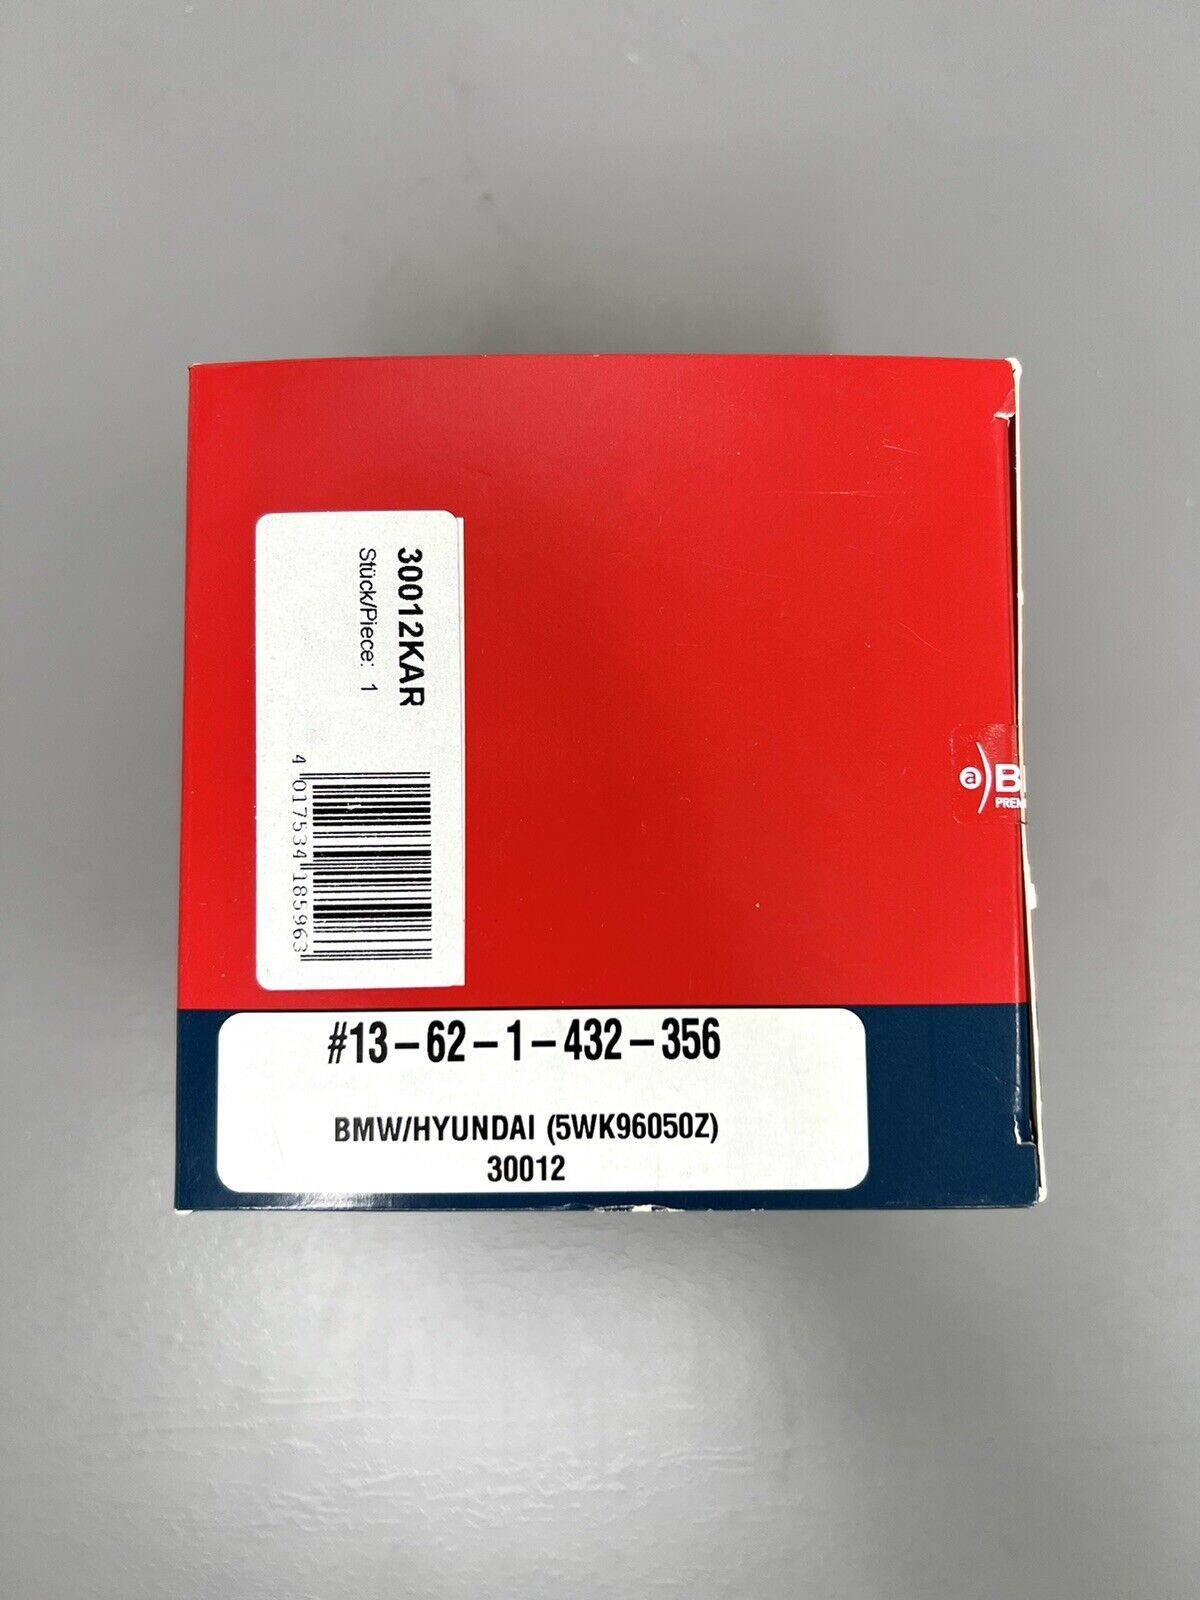 30012KAR
Stück/Piece: 1
4 017534 185963
@
#13-62-1-432-356
BMW/HYUNDAI (5WK96050Z)
30012